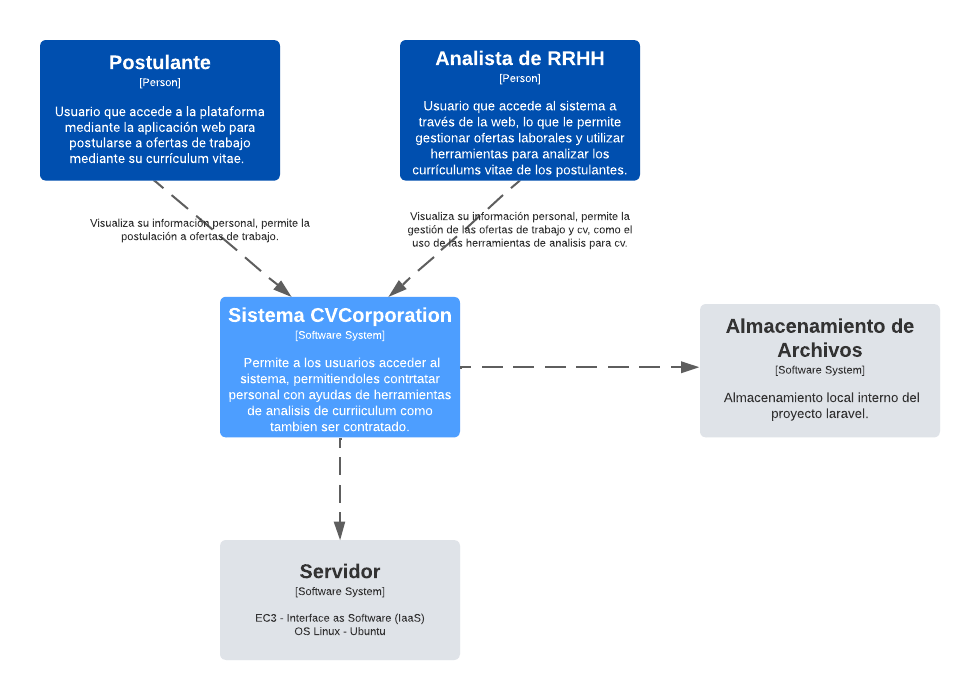 Postulante
[Person]
Usuario que accede a la plataforma
mediante la aplicación web para
postularse a ofertas de trabajo
mediante su currículum vitae.
Analista de RRHH
[Person]
Usuario que accede al sistema a
través de la web, lo que le permite
gestionar ofertas laborales y utilizar
herramientas para analizar los
currículums vitae de los postulantes.
Visualiza su información personal, permite la
postulación a ofertas de trabajo.
Visualiza su información personal, permite la
gestión de las ofertas de trabajo y cv, como el
uso de las herramientas de analisis para cv.
Sistema CVCorporation
[Software System]
Permite a los usuarios acceder al
sistema, permitiendoles contrtatar
personal con ayudas de herramientas
de analisis de curriiculum como
tambien ser contratado.
Almacenamiento de
Archivos
[Software System]
Almacenamiento local interno del
proyecto laravel.
Servidor
[Software System]
EC3 - Interface as Software (IaaS)
OS Linux - Ubuntu